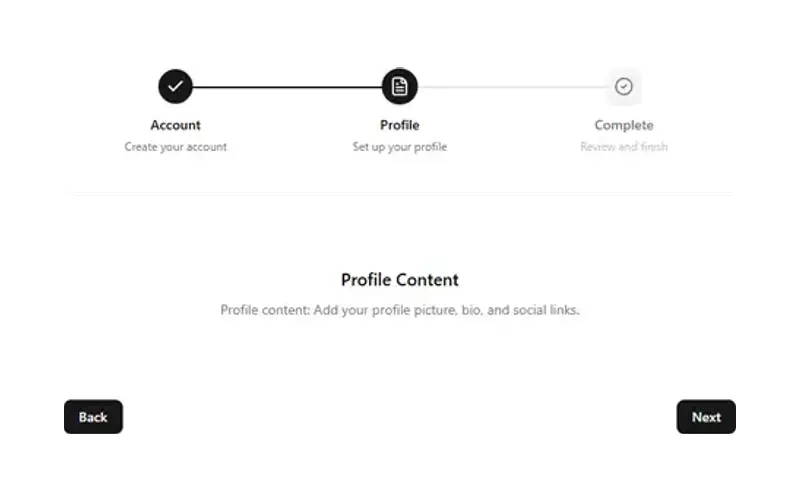 Account
Profile
Complete
Create your account
Set up your profile
Review and finish
Profile Content
Profile content: Add your profile picture, bio, and social links.
Back
Next